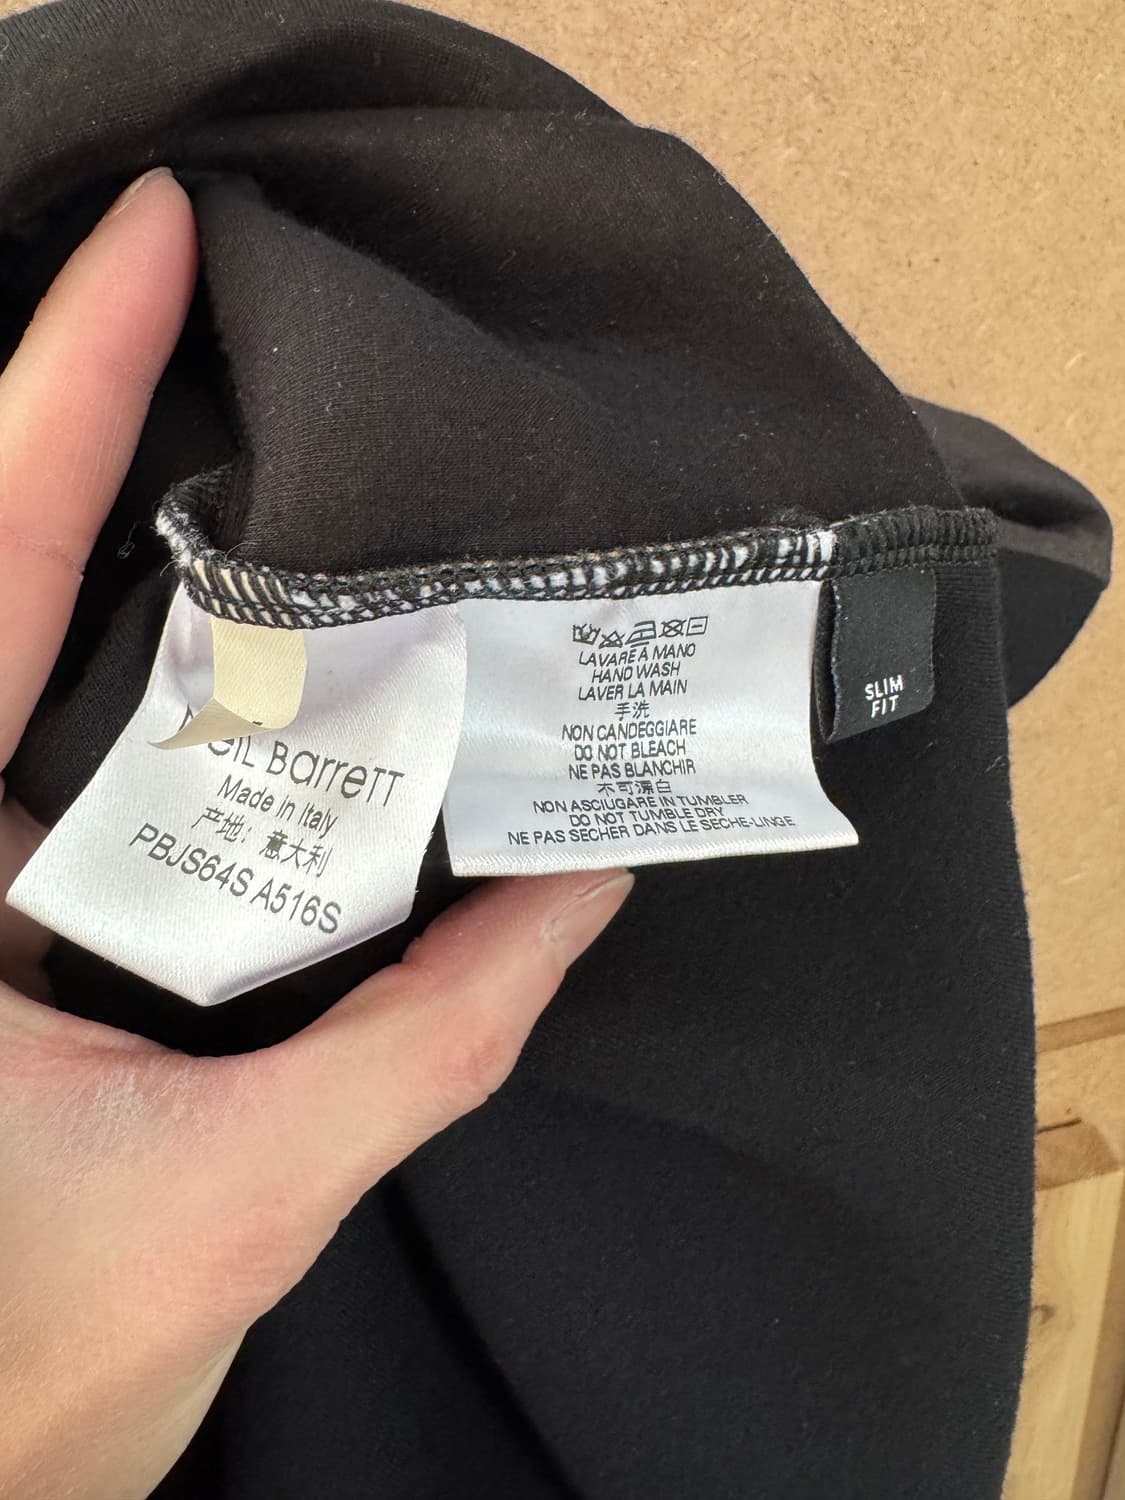 Neil Barrett
Made in Italy
产地：意大利
PBJS64S A516S
LAVARE A MANO
HAND WASH
LAVER LA MAIN
手洗
NON CANDEGGIARE
DO NOT BLEACH
NE PAS BLANCHIR
不可漂白
NON ASCIUGARE IN TUMBLER
DO NOT TUMBLE DRY
NE PAS SECHER DANS LE SECHE-LINGE
SLIM
FIT